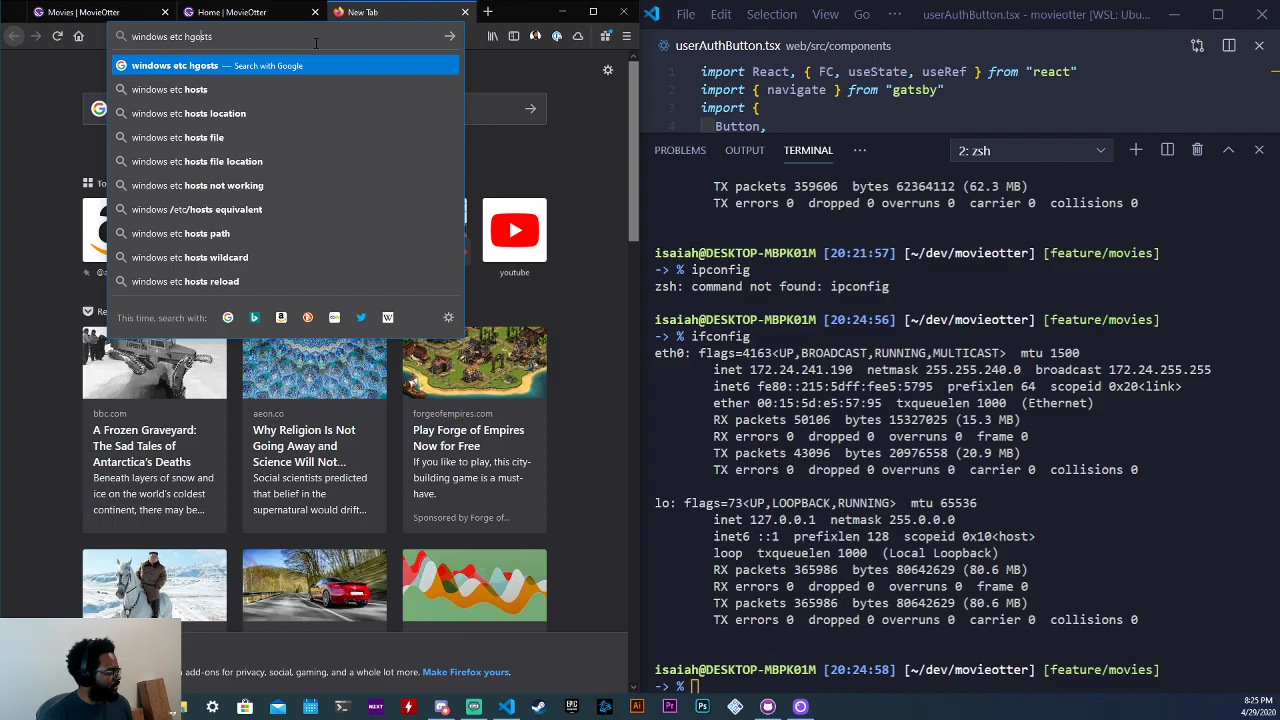 Movies | MovieOtter
Home | MovieOtter
New Tab
windows etc hgosts
windows etc hgosts — Search with Google
windows etc hosts
windows etc hosts location
windows etc hosts file
windows etc hosts file location
windows etc hosts not working
windows /etc/hosts equivalent
windows etc hosts path
windows etc hosts wildcard
windows etc hosts reload
This time, search with:
youtube
bbc.com
A Frozen Graveyard:
The Sad Tales of
Antarctica's Deaths
Beneath layers of snow and
ice on the world's coldest
continent, there may be...
aeon.co
Why Religion Is Not
Going Away and
Science Will Not...
Social scientists predicted
that belief in the
supernatural would drift...
forgeofempires.com
Play Forge of Empires
Now for Free
If you like to play, this city-
building game is a must-
have.
Sponsored by Forge of...
add-ons for privacy, social, gaming, and a whole lot more. Make Firefox yours.
File Edit Selection ··· userAuthButton.tsx - movieotter [WSL: Ubu...
userAuthButton.tsx web/src/components
1 import React, { Fc, useState, useRef } from "react"
2 import { navigate } from "gatsby"
3 import {
4 Button,
PROBLEMS OUTPUT TERMINAL ··· 2: zsh
TX packets 359606 bytes 62364112 (62.3 MB)
TX errors 0 dropped 0 overruns 0 carrier 0 collisions 0
isaiah@DESKTOP-MBPK01M [20:21:57] [~/dev/movieotter] [feature/movies]
-> % ipconfig
zsh: command not found: ipconfig
isaiah@DESKTOP-MBPK01M [20:24:56] [~/dev/movieotter] [feature/movies]
-> % ifconfig
eth0: flags=4163<UP,BROADCAST,RUNNING,MULTICAST> mtu 1500
inet 172.24.241.190 netmask 255.255.240.0 broadcast 172.24.255.255
inet6 fe80::215:5dff:fee5:5795 prefixlen 64 scopeid 0x20<link>
ether 00:15:5d:e5:57:95 txqueuelen 1000 (Ethernet)
RX packets 50106 bytes 15327025 (15.3 MB)
RX errors 0 dropped 0 overruns 0 frame 0
TX packets 43096 bytes 20976558 (20.9 MB)
TX errors 0 dropped 0 overruns 0 carrier 0 collisions 0
lo: flags=73<UP,LOOPBACK,RUNNING> mtu 65536
inet 127.0.0.1 netmask 255.0.0.0
inet6 ::1 prefixlen 128 scopeid 0x10<host>
loop txqueuelen 1000 (Local Loopback)
RX packets 365986 bytes 80642629 (80.6 MB)
RX errors 0 dropped 0 overruns 0 frame 0
TX packets 365986 bytes 80642629 (80.6 MB)
TX errors 0 dropped 0 overruns 0 carrier 0 collisions 0
isaiah@DESKTOP-MBPK01M [20:24:58] [~/dev/movieotter] [feature/movies]
-> %
NZXT
Ai
Pr
Ps
8:25 PM
4/29/2020